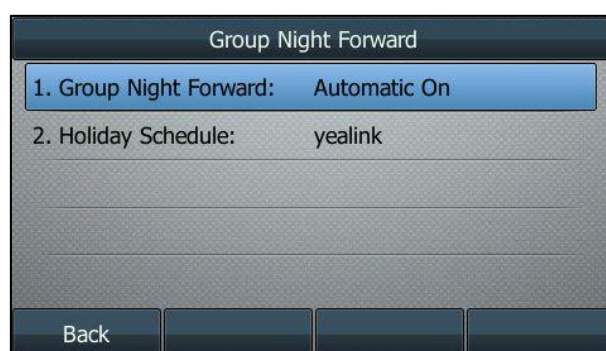 Group Night Forward
1. Group Night Forward: Automatic On
2. Holiday Schedule: yealink
Back